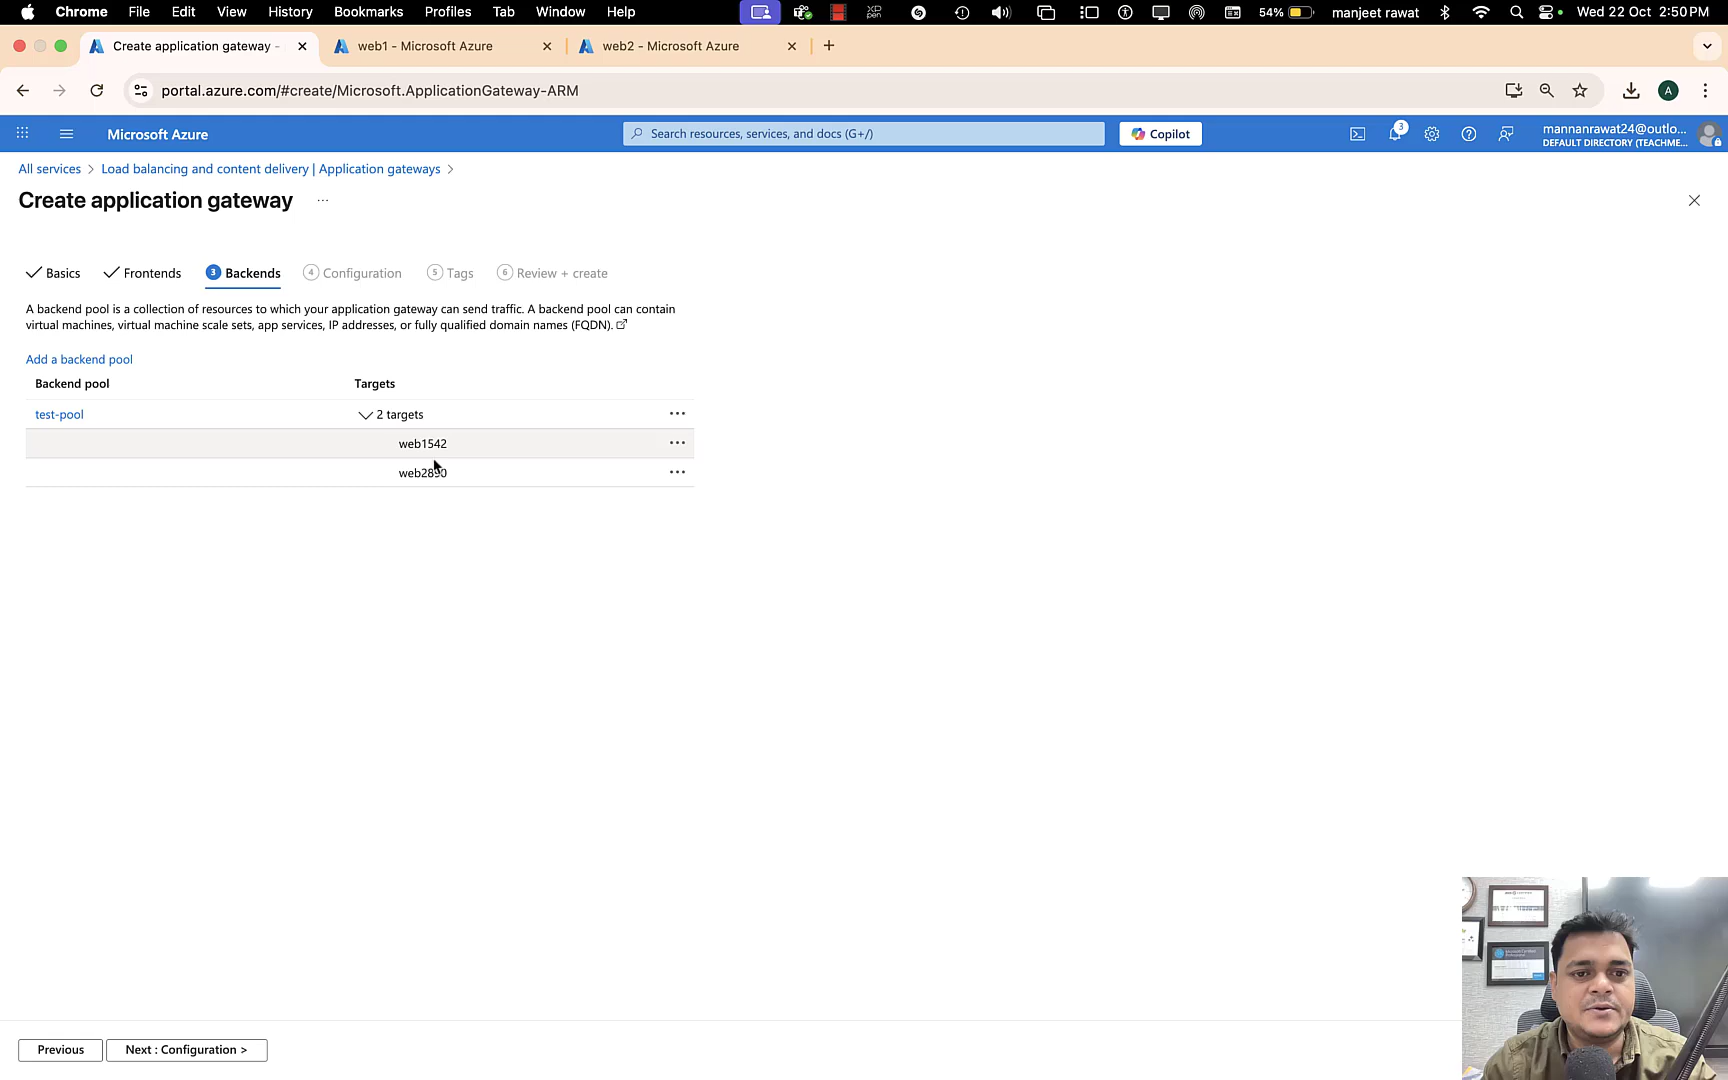 Chrome File Edit View History Bookmarks Profiles Tab Window Help XP pen 54% manjeet rawat Wed 22 Oct 2:50 PM
Create application gateway - web1 - Microsoft Azure web2 - Microsoft Azure
portal.azure.com/#create/Microsoft.ApplicationGateway-ARM A
Microsoft Azure Search resources, services, and docs (G+/) Copilot 3 mannanrawat24@outlo...
DEFAULT DIRECTORY (TEACHME...
All services > Load balancing and content delivery | Application gateways >
Create application gateway ...
Basics Frontends 3 Backends 4 Configuration 5 Tags 6 Review + create
A backend pool is a collection of resources to which your application gateway can send traffic. A backend pool can contain
virtual machines, virtual machine scale sets, app services, IP addresses, or fully qualified domain names (FQDN).
Add a backend pool
Backend pool Targets
test-pool 2 targets
web1542
Previous Next : Configuration >